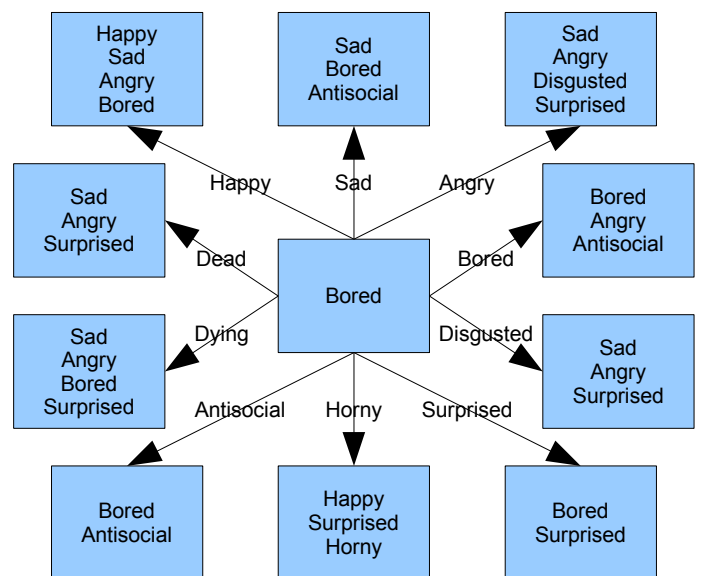 Happy
Sad
Angry
Bored
Sad
Bored
Antisocial
Sad
Angry
Disgusted
Surprised
Happy
Sad
Angry
Sad
Angry
Surprised
Bored
Angry
Antisocial
Dead
Bored
Bored
Dying
Disgusted
Sad
Angry
Bored
Surprised
Sad
Angry
Surprised
Antisocial
Horny
Surprised
Bored
Antisocial
Happy
Surprised
Horny
Bored
Surprised